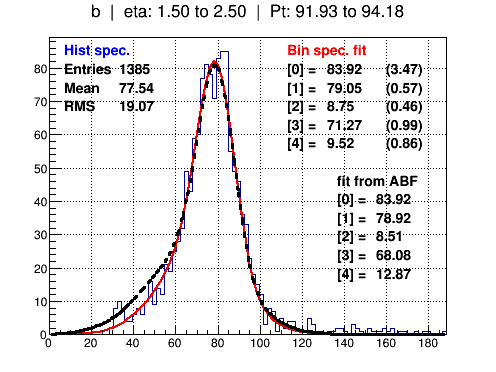 b | eta: 1.50 to 2.50 | Pt: 91.93 to 94.18
Hist spec.
Entries 1385
Mean 77.54
RMS 19.07
Bin spec. fit
[0] = 83.92 (3.47)
[1] = 79.05 (0.57)
[2] = 8.75 (0.46)
[3] = 71.27 (0.99)
[4] = 9.52 (0.86)
fit from ABF
[0] = 83.92
[1] = 78.92
[2] = 8.51
[3] = 68.08
[4] = 12.87
80
70
60
50
40
30
20
10
0
0 20 40 60 80 100 120 140 160 180